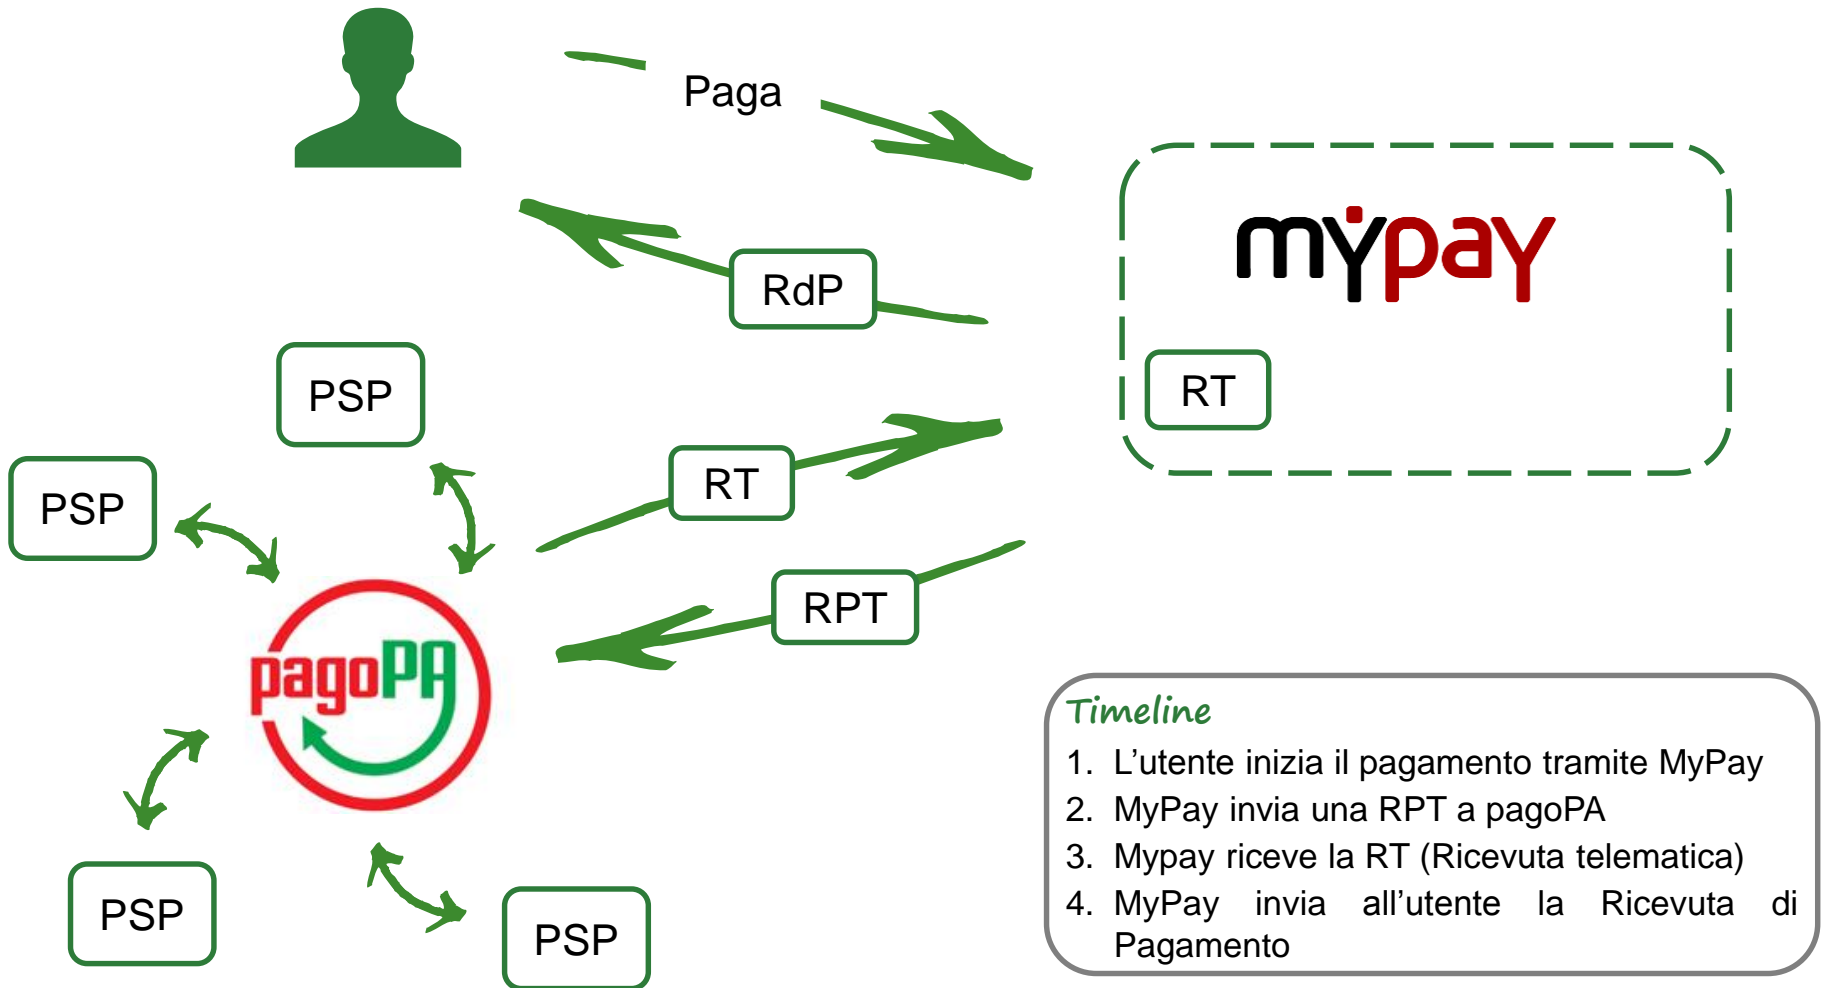 Paga
mypay
RdP
PSP
RT
PSP
RT
RPT
pagoPA
Timeline
1. L’utente inizia il pagamento tramite MyPay
2. MyPay invia una RPT a pagoPA
3. Mypay riceve la RT (Ricevuta telematica)
4. MyPay invia all’utente la Ricevuta di
Pagamento
PSP
PSP